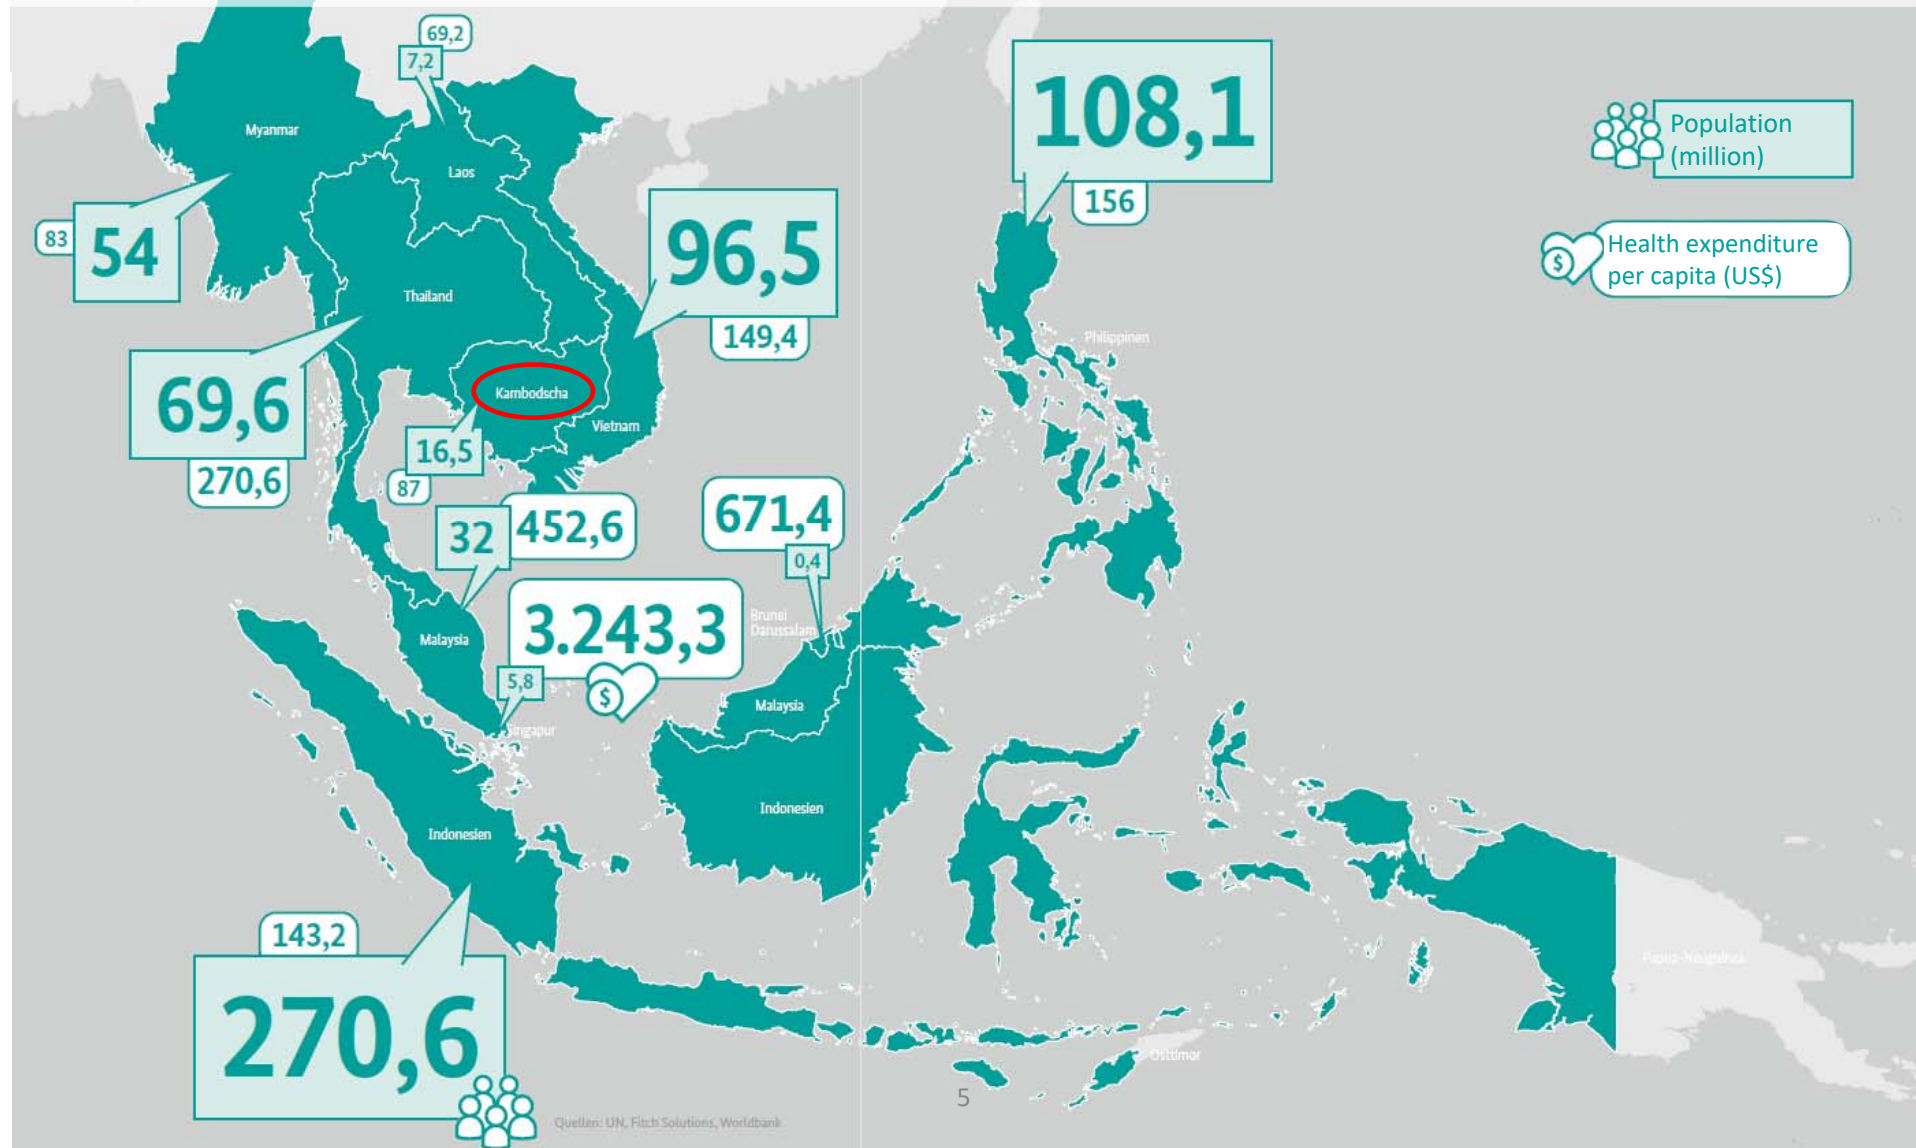 69,2
7,2
Myanmar
Laos
83
54
108,1
156
Population
(million)
Health expenditure
per capita (US$)
96,5
149,4
Thailand
Philippinen
69,6
270,6
Kambodscha
Vietnam
16,5
87
32
452,6
671,4
0,4
3.243,3
$
5,8
Brunei
Darussalam
Malaysia
Singapur
Malaysia
Indonesien
Indonesien
143,2
270,6
Papua-Neuguinea
Osttimor
5
Quellen: UN, Fitch Solutions, Worldbank
$